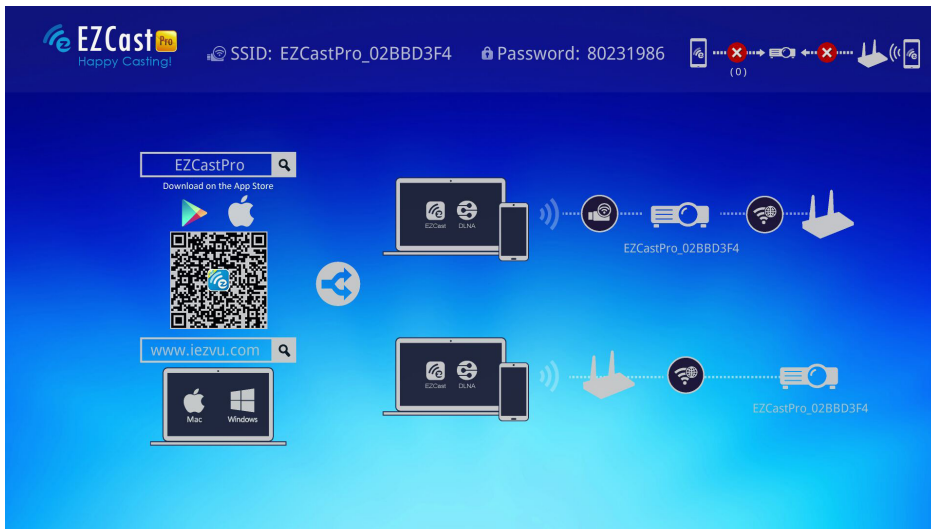 EZCast Pro
Happy Casting!
SSID: EZCastPro_02BBD3F4
Password: 80231986
(0)
EZCastPro
Download on the App Store
www.iezvu.com
Mac
Windows
EZCast
DLNA
EZCastPro_02BBD3F4
EZCast
DLNA
EZCastPro_02BBD3F4